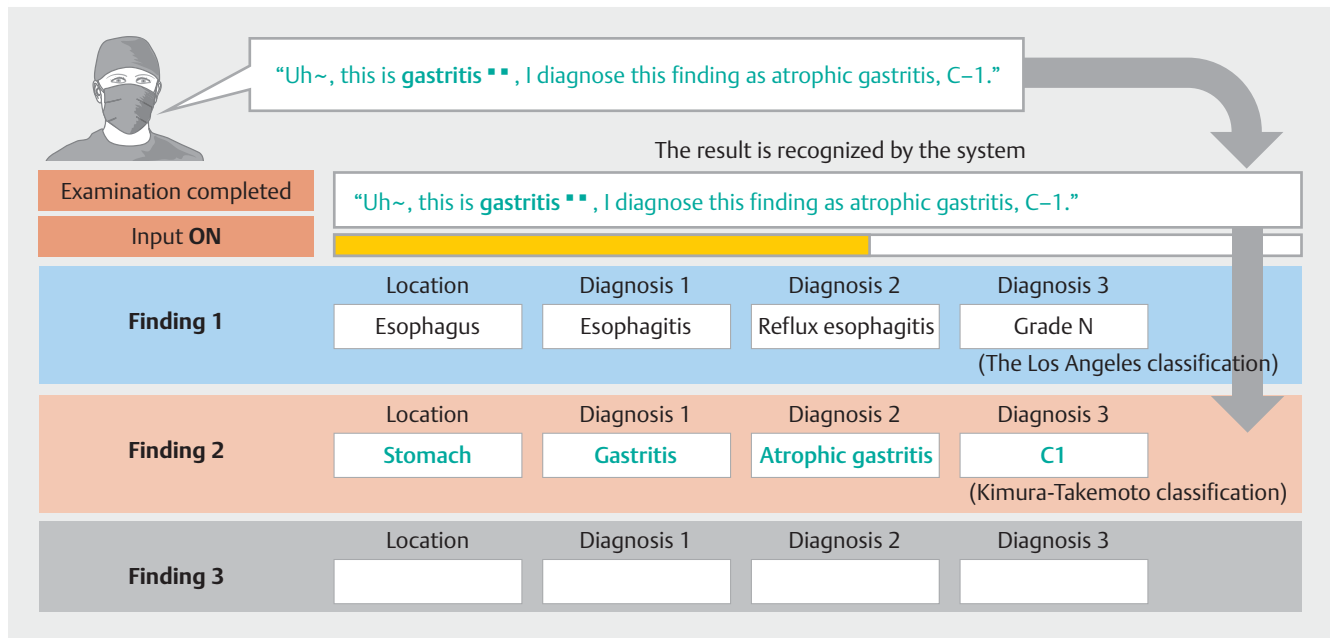 “Uh~, this is gastritis ▪▪, I diagnose this finding as atrophic gastritis, C–1.”
The result is recognized by the system
Examination completed
“Uh~, this is gastritis ▪▪, I diagnose this finding as atrophic gastritis, C–1.”
Input ON
Location Diagnosis 1 Diagnosis 2 Diagnosis 3
Finding 1 Esophagus Esophagitis Reflux esophagitis Grade N
(The Los Angeles classification)
Location Diagnosis 1 Diagnosis 2 Diagnosis 3
Finding 2 Stomach Gastritis Atrophic gastritis C1
(Kimura-Takemoto classification)
Location Diagnosis 1 Diagnosis 2 Diagnosis 3
Finding 3